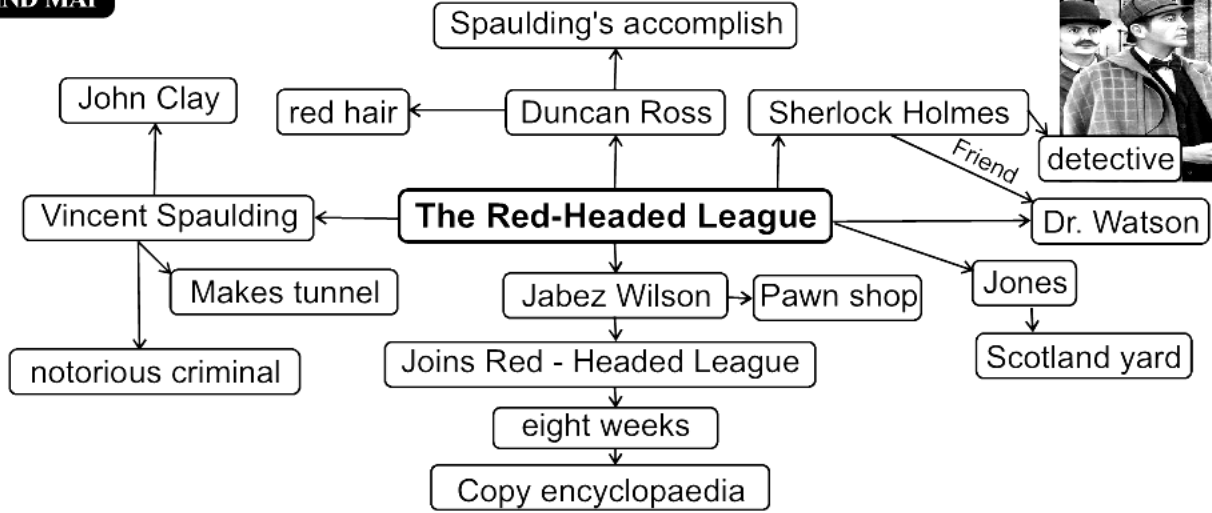 MIND MAP
Spaulding's accomplish
John Clay
red hair
Duncan Ross
Sherlock Holmes
Friend
detective
Vincent Spaulding
The Red-Headed League
Dr. Watson
Makes tunnel
Jabez Wilson
Pawn shop
Jones
notorious criminal
Joins Red - Headed League
Scotland yard
eight weeks
Copy encyclopaedia